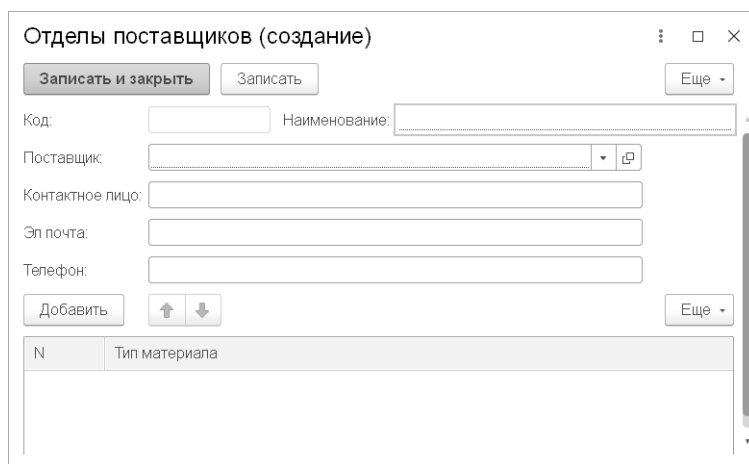 Отделы поставщиков (создание)
Записать и закрыть Записать Еще
Код: Наименование:
Поставщик:
Контактное лицо:
Эл почта:
Телефон:
Добавить Еще
N Тип материала